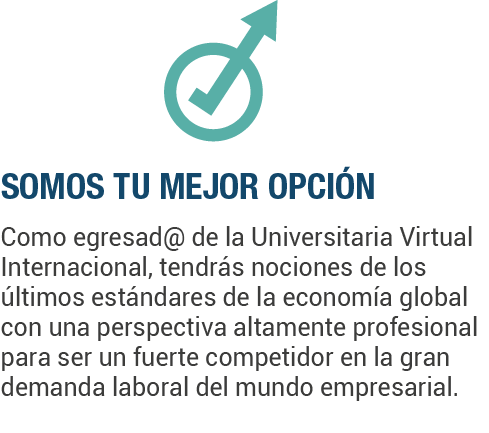 SOMOS TU MEJOR OPCIÓN
Como egresad@ de la Universitaria Virtual
Internacional, tendrás nociones de los
últimos estándares de la economía global
con una perspectiva altamente profesional
para ser un fuerte competidor en la gran
demanda laboral del mundo empresarial.